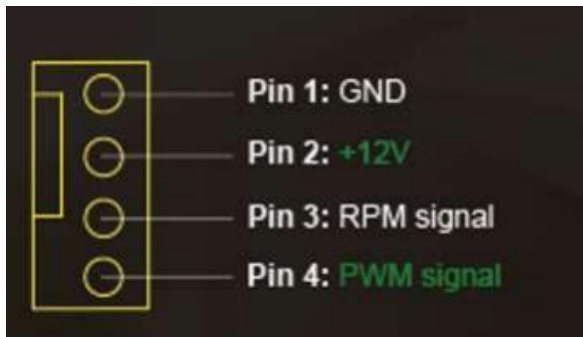 Pin 1: GND
Pin 2: +12V
Pin 3: RPM signal
Pin 4: PWM signal